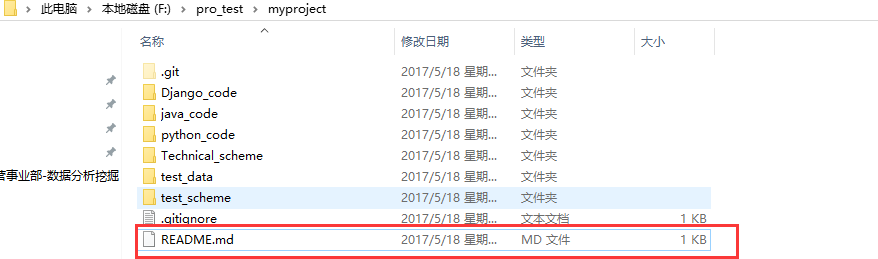 此电脑 > 本地磁盘 (F:) > pro_test > myproject
名称 修改日期 类型 大小
.git 2017/5/18 星期... 文件夹
Django_code 2017/5/18 星期... 文件夹
java_code 2017/5/18 星期... 文件夹
python_code 2017/5/18 星期... 文件夹
Technical_scheme 2017/5/18 星期... 文件夹
营事业部-数据分析挖掘 test_data 2017/5/18 星期... 文件夹
test_scheme 2017/5/18 星期... 文件夹
.gitignore 2017/5/18 星期... 文本文档 1 KB
README.md 2017/5/18 星期... MD 文件 1 KB